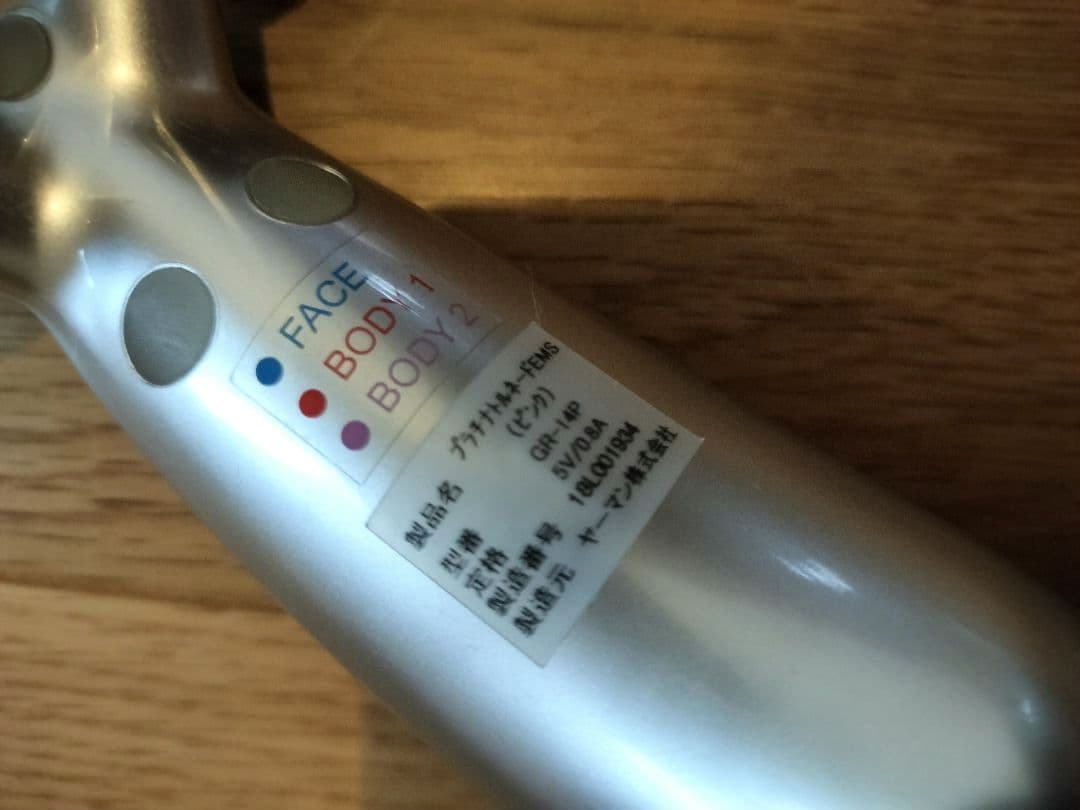 FACE
BODY 1
BODY 2
製品名 プラチナトルネードEMS
(ピンク)
型番 GR-14P
定格 5V/0.8A
製造番号 18L001934
製造元 ヤーマン株式会社